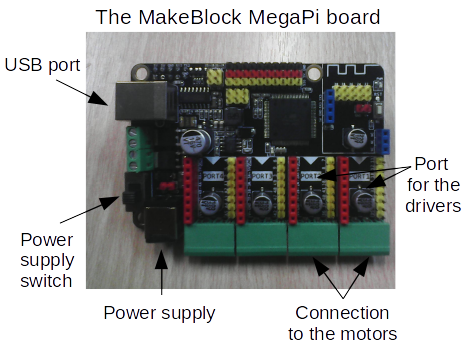 The MakeBlock MegaPi board
USB port
PORT4
PORT3
PORT2
PORT1
Port
for the
drivers
Power
supply
switch
Power supply
Connection
to the motors